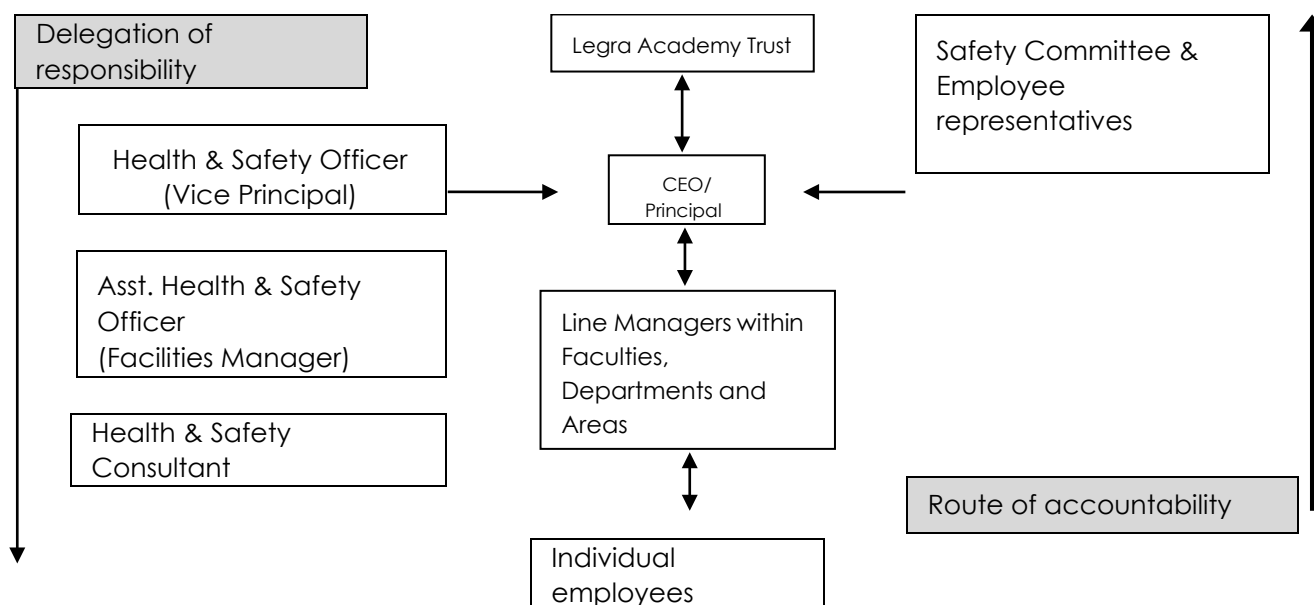 Delegation of
responsibility
Legra Academy Trust
Safety Committee &
Employee
representatives
Health & Safety Officer
(Vice Principal)
CEO/
Principal
Asst. Health & Safety
Officer
(Facilities Manager)
Line Managers within
Faculties,
Departments and
Areas
Health & Safety
Consultant
Route of accountability
Individual
employees